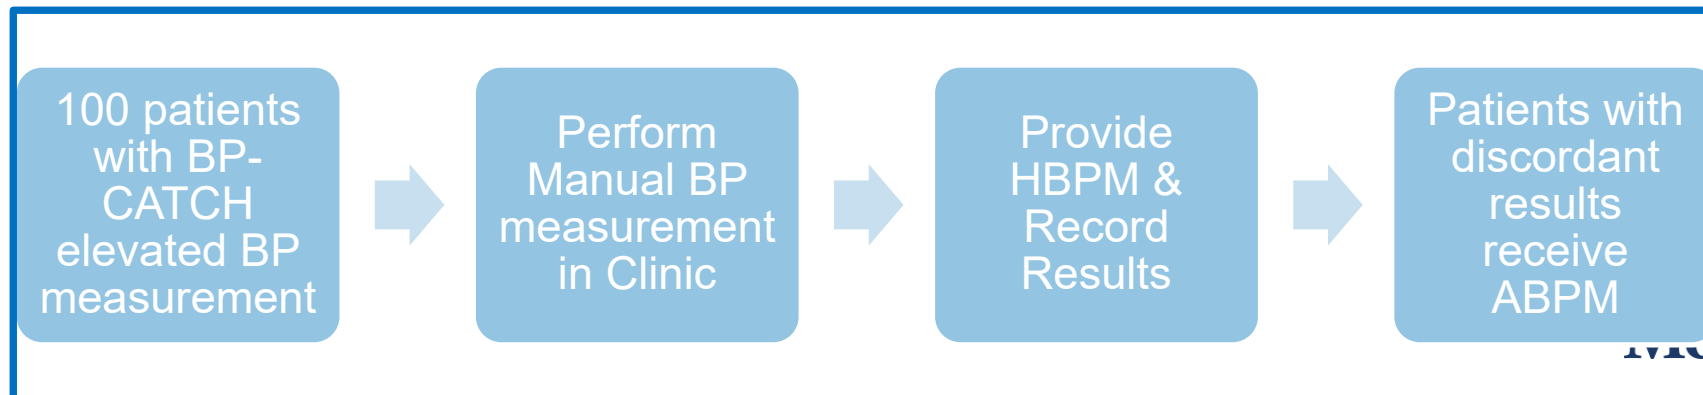 100 patients
with BP-
CATCH
elevated BP
measurement
Perform
Manual BP
measurement
in Clinic
Provide
HBPM &
Record
Results
Patients with
discordant
results
receive
ABPM